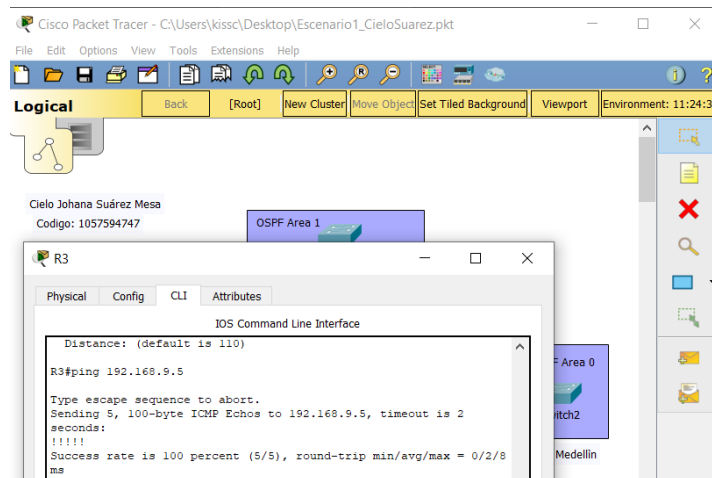 Cisco Packet Tracer - C:\Users\kissc\Desktop\Escenario1_CieloSuarez.pkt
File Edit Options View Tools Extensions Help
Logical Back [Root] New Cluster Move Object Set Tiled Background Viewport Environment: 11:24:3
Cielo Johana Suárez Mesa
Codigo: 1057594747
OSPF Area 1
R3
Physical Config CLI Attributes
IOS Command Line Interface
Distance: (default is 110)
R3#ping 192.168.9.5
Type escape sequence to abort.
Sending 5, 100-byte ICMP Echos to 192.168.9.5, timeout is 2
seconds:
!!!!!
Success rate is 100 percent (5/5), round-trip min/avg/max = 0/2/8
ms
F Area 0
itch2
Medellín